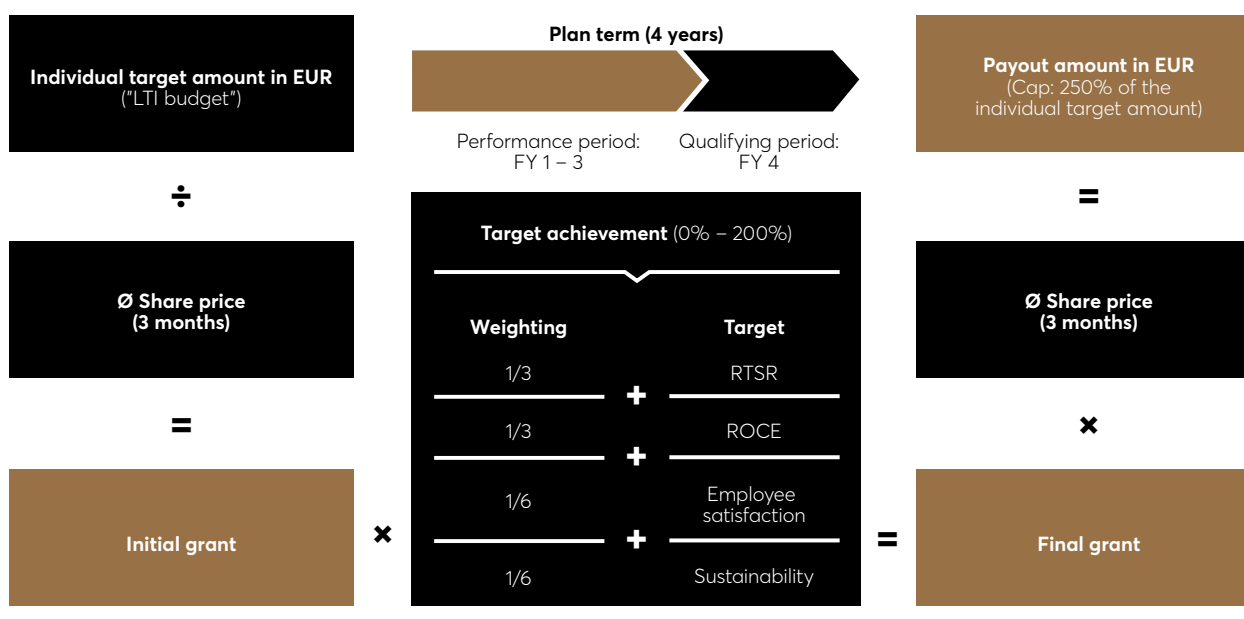 Individual target amount in EUR
("LTI budget")
÷
Ø Share price
(3 months)
=
Initial grant
×
Plan term (4 years)
Performance period:
FY 1 – 3
Qualifying period:
FY 4
Target achievement (0% – 200%)
Weighting Target
1/3 + RTSR
1/3 + ROCE
1/6 + Employee
satisfaction
1/6 Sustainability
=
Payout amount in EUR
(Cap: 250% of the
individual target amount)
=
Ø Share price
(3 months)
×
Final grant